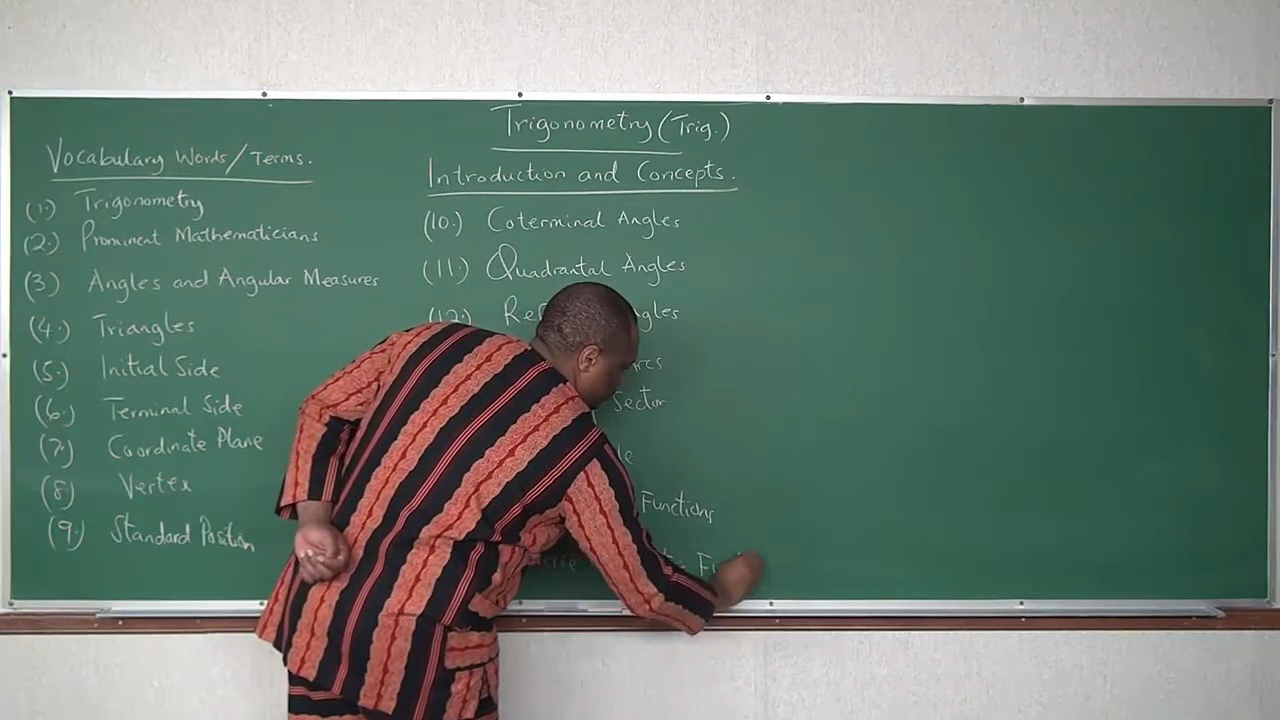 Trigonometry (Trig.)
Vocabulary Words/Terms.
(1.) Trigonometry
(2.) Prominent Mathematicians
(3.) Angles and Angular Measures
(4.) Triangles
(5.) Initial Side
(6.) Terminal Side
(7.) Coordinate Plane
(8.) Vertex
(9.) Standard Position
Introduction and Concepts.
(10.) Coterminal Angles
(11.) Quadrantal Angles
(12.)
Sector
Functions